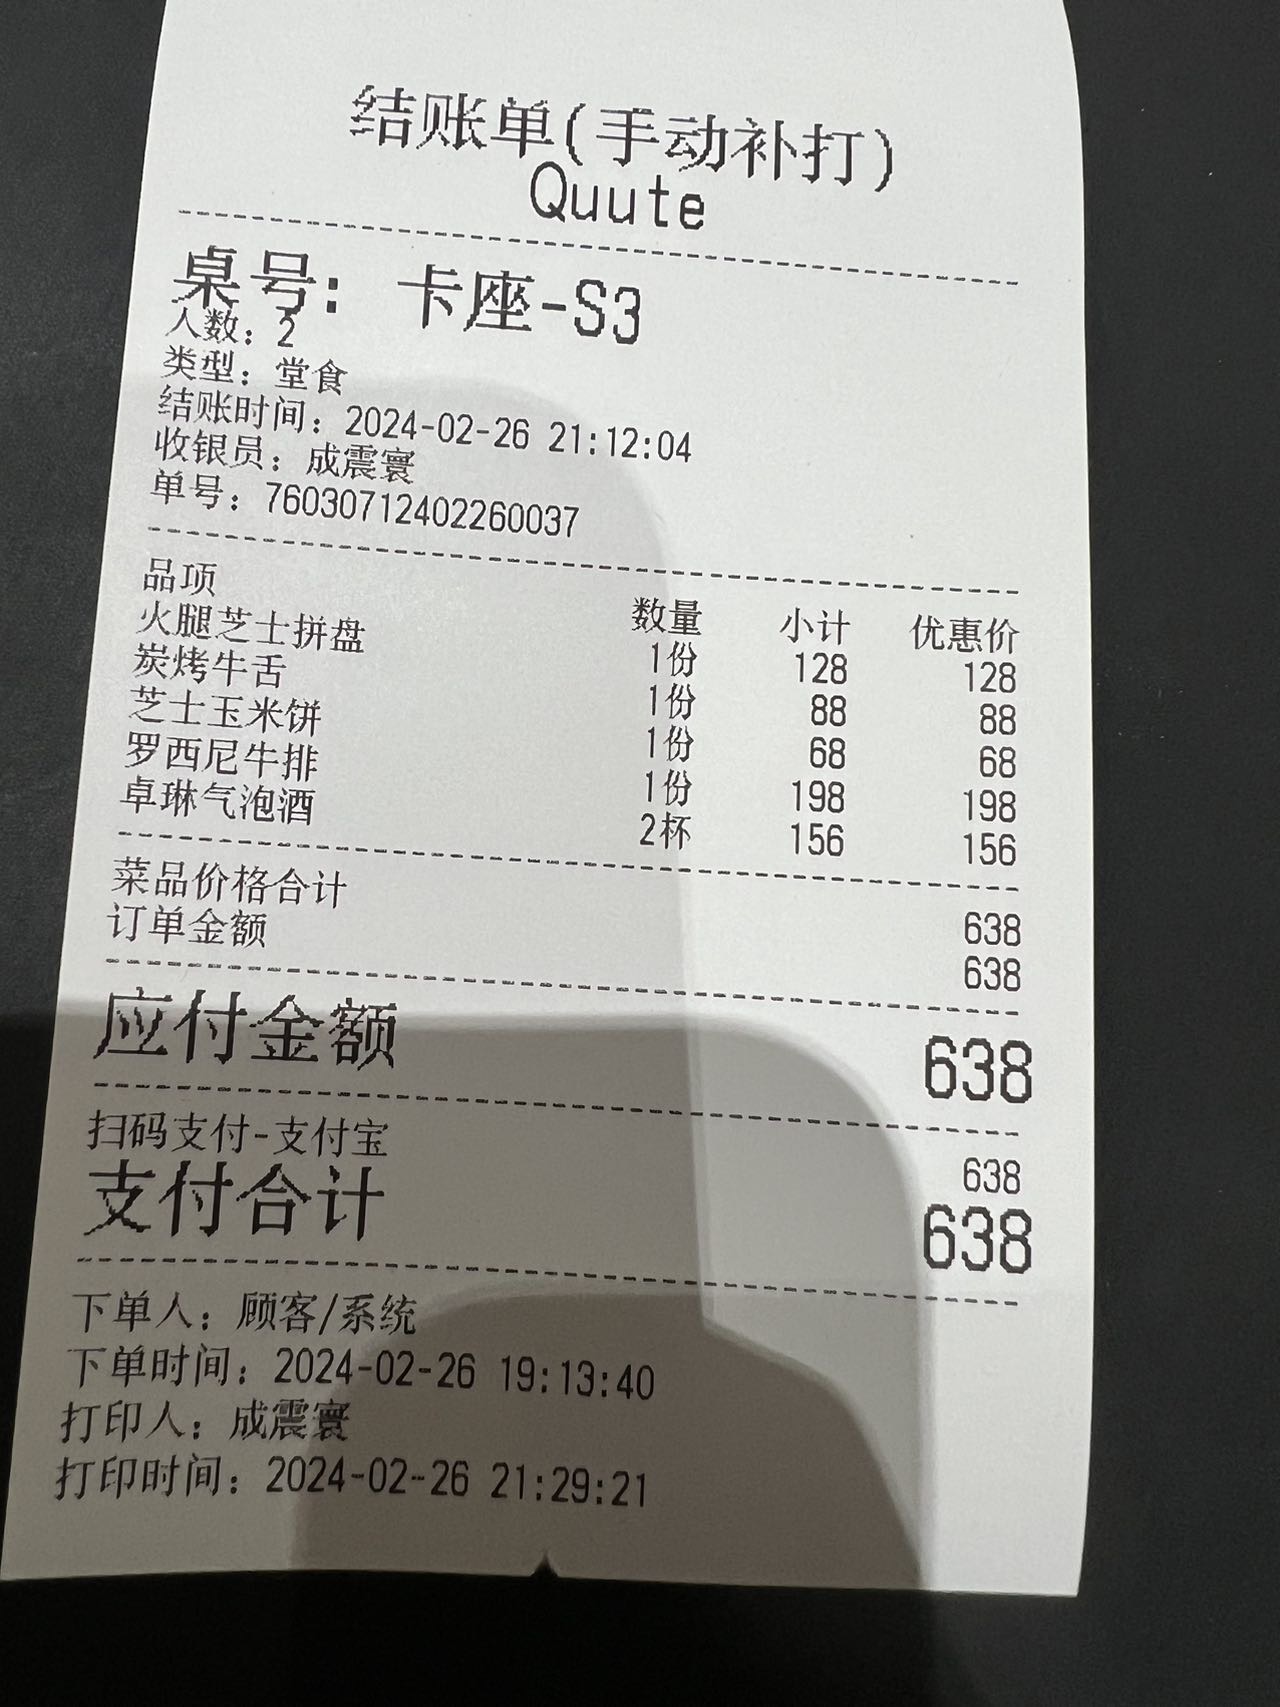 结账单(手动补打)
Quute
桌号: 卡座-S3
人数: 2
类型: 堂食
结账时间: 2024-02-26 21:12:04
收银员: 成震寰
单号: 76030712402260037
品项 数量 小计 优惠价
火腿芝士拼盘 1份 128 128
炭烤牛舌 1份 88 88
芝士玉米饼 1份 68 68
罗西尼牛排 1份 198 198
卓琳气泡酒 2杯 156 156
菜品价格合计 638
订单金额 638
应付金额 638
扫码支付-支付宝 638
支付合计 638
下单人: 顾客/系统
下单时间: 2024-02-26 19:13:40
打印人: 成震寰
打印时间: 2024-02-26 21:29:21